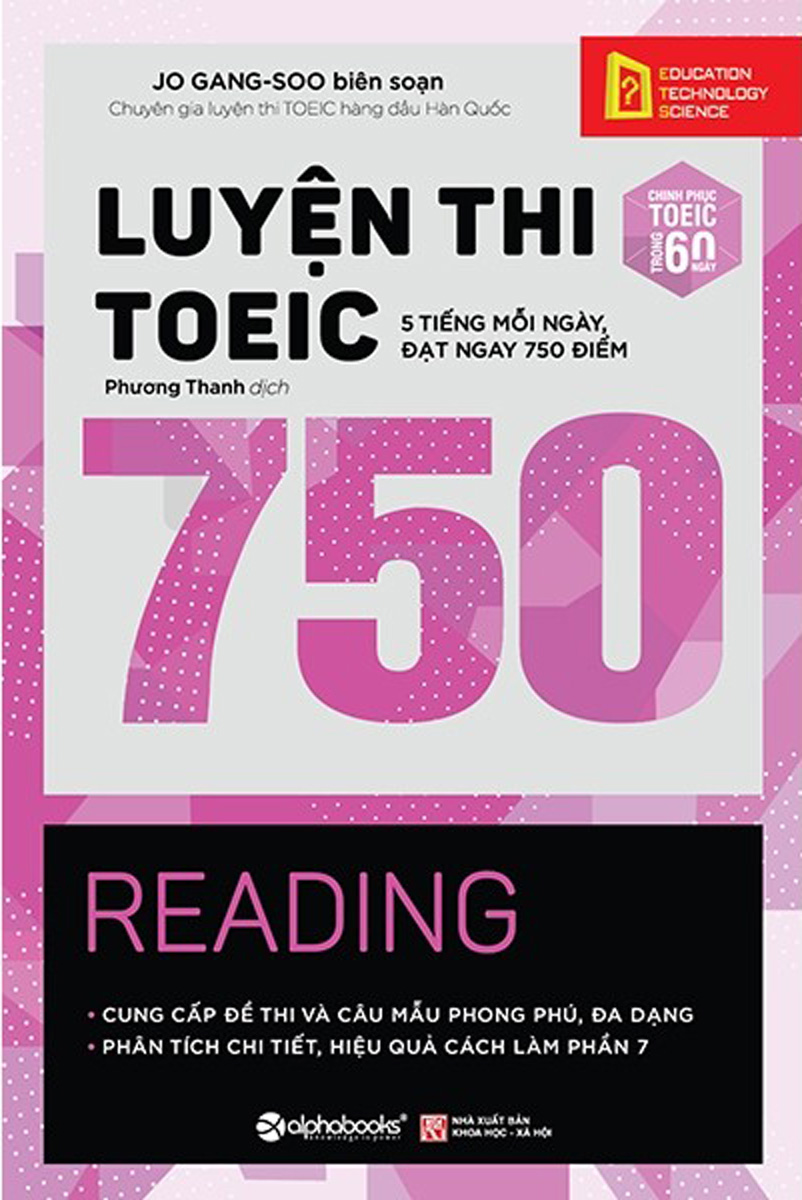 JO GANG-SOO biên soạn
Chuyên gia luyện thi TOEIC hàng đầu Hàn Quốc
EDUCATION
TECHNOLOGY
SCIENCE
LUYỆN THI
TOEIC
CHINH PHỤC
TOEIC
TRONG 60 NGÀY
5 TIẾNG MỖI NGÀY,
ĐẠT NGAY 750 ĐIỂM
Phương Thanh dịch
750
READING
• CUNG CẤP ĐỀ THI VÀ CÂU MẪU PHONG PHÚ, ĐA DẠNG
• PHÂN TÍCH CHI TIẾT, HIỆU QUẢ CÁCH LÀM PHẦN 7
alphabooks®
knowledge is power
NHÀ XUẤT BẢN
KHOA HỌC - XÃ HỘI